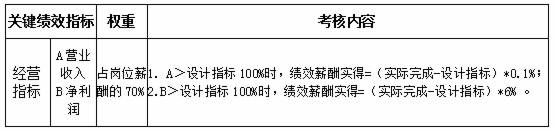 关键绩效指标 权重 考核内容
经营
指标
A营业
收入
B净利
润
占岗位薪
酬的70%
1. A＞设计指标100%时，绩效薪酬实得=（实际完成-设计指标）*0.1%；
2.B＞设计指标100%时，绩效薪酬实得=（实际完成-设计指标）*6% 。